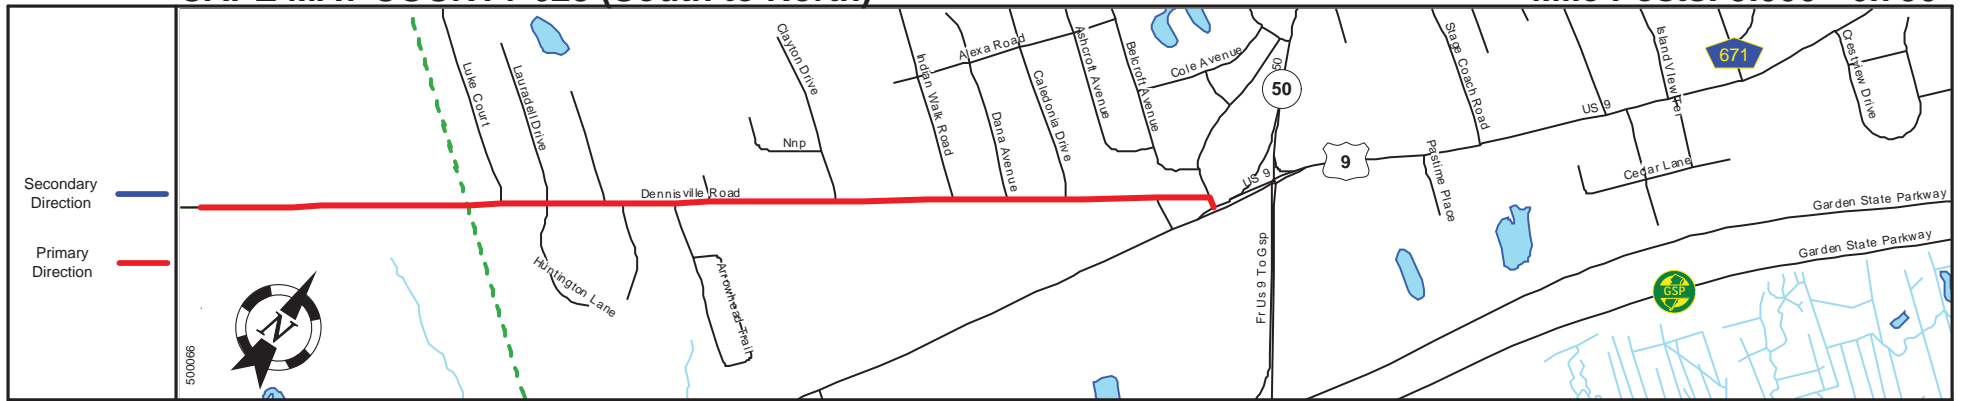 Secondary
Direction
Primary
Direction
500066
Luke Court
Lauradell Drive
Huntington Lane
Dennisville Road
Arrowhead Trail
Nnp
Clayton Drive
Indian Walk Road
Alexa Road
Dana Avenue
Caledonia Drive
Ashcroft Avenue
Belcroft Avenue
Cole Avenue
50
50
US 9
Fr Us 9 To Gsp
9
Pastime Place
Stage Coach Road
US 9
Cedar Lane
Island View Ter
671
Crestview Drive
Garden State Parkway
Garden State Parkway
GSP
N